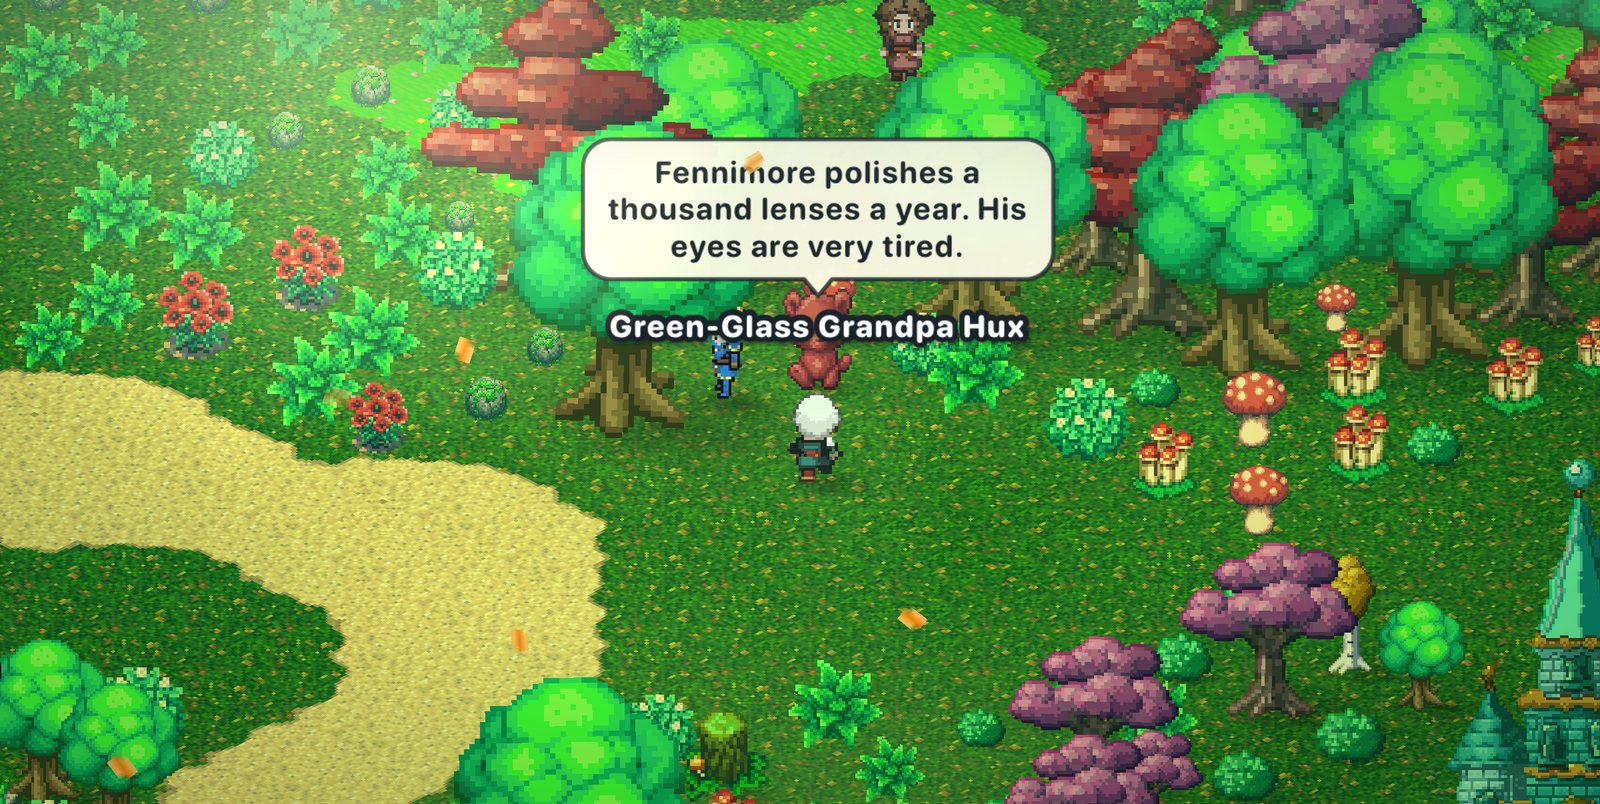 Fennimore polishes a
thousand lenses a year. His
eyes are very tired.
Green-Glass Grandpa Hux